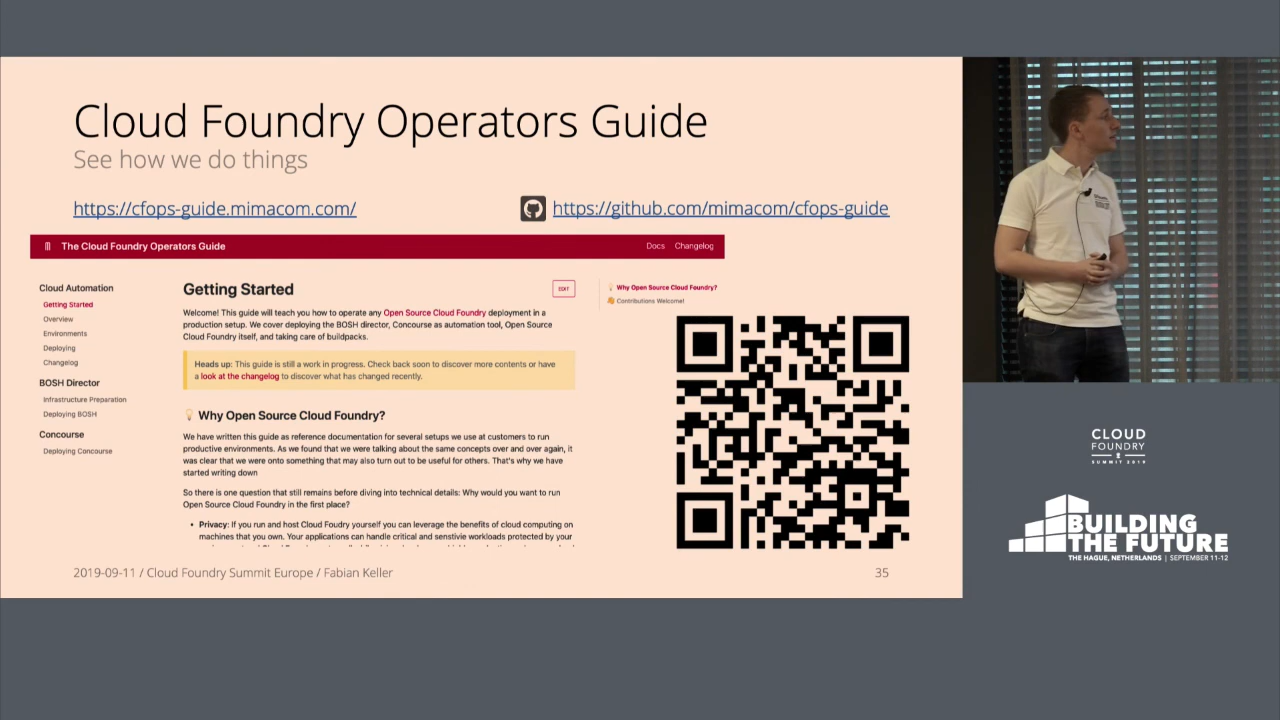 Cloud Foundry Operators Guide
See how we do things
https://cfops-guide.mimacom.com/
https://github.com/mimacom/cfops-guide
The Cloud Foundry Operators Guide
Docs
Changelog
Cloud Automation
Getting Started
Overview
Environments
Deploying
Changelog
BOSH Director
Infrastructure Preparation
Deploying BOSH
Concourse
Deploying Concourse
Getting Started
EDIT
Welcome! This guide will teach you how to operate any Open Source Cloud Foundry deployment in a
production setup. We cover deploying the BOSH director, Concourse as automation tool, Open Source
Cloud Foundry itself, and taking care of buildpacks.
Heads up: This guide is still a work in progress. Check back soon to discover more contents or have
a look at the changelog to discover what has changed recently.
💡 Why Open Source Cloud Foundry?
We have written this guide as reference documentation for several setups we use at customers to run
productive environments. As we found that we were talking about the same concepts over and over again, it
was clear that we were onto something that may also turn out to be useful for others. That's why we have
started writing down
So there is one question that still remains before diving into technical details: Why would you want to run
Open Source Cloud Foundry in the first place?
• Privacy: If you run and host Cloud Foudry yourself you can leverage the benefits of cloud computing on
machines that you own. Your applications can handle critical and senstivie workloads protected by your
💡 Why Open Source Cloud Foundry?
👋 Contributions Welcome!
2019-09-11 / Cloud Foundry Summit Europe / Fabian Keller
35
CLOUD
FOUNDRY
SUMMIT 2019
BUILDING
THE FUTURE
THE HAGUE, NETHERLANDS | SEPTEMBER 11-12